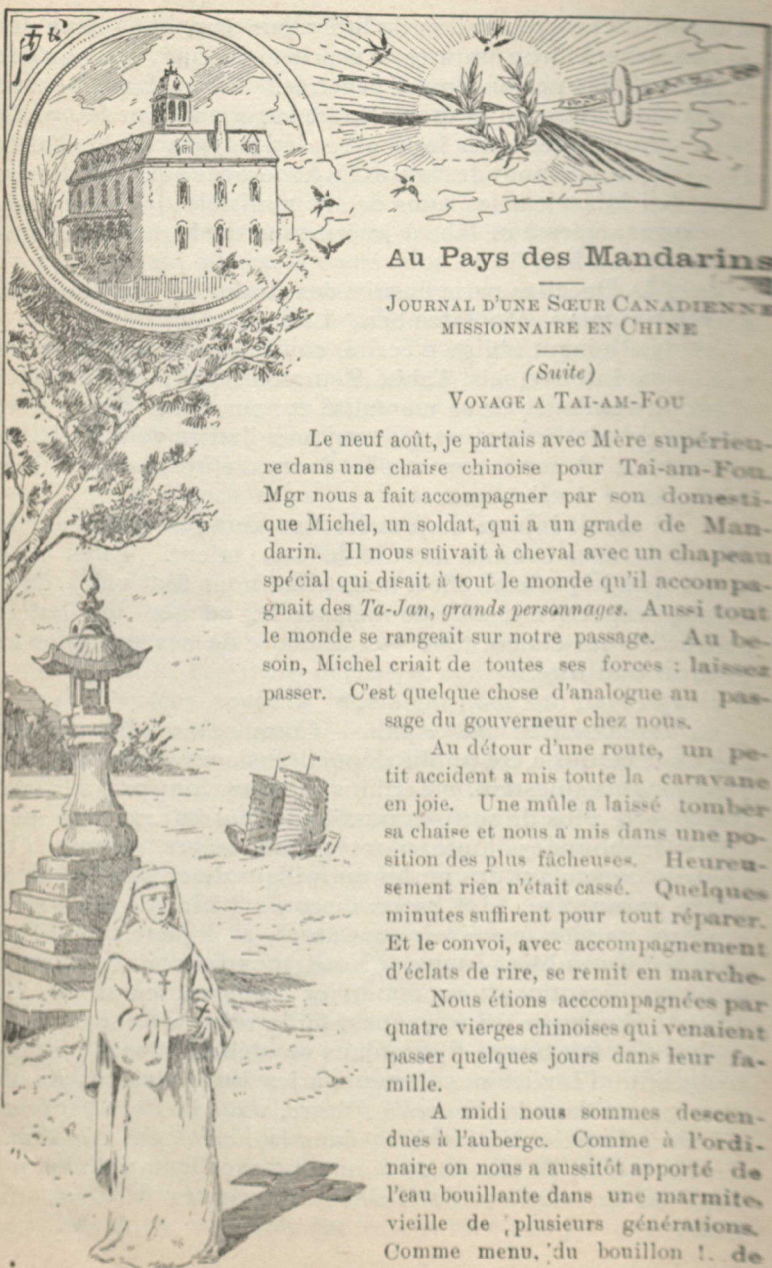 Au Pays des Mandarins
JOURNAL D'UNE SŒUR CANADIENNE
MISSIONNAIRE EN CHINE
(Suite)
VOYAGE A TAI-AM-FOU
Le neuf août, je partais avec Mère supérieu-
re dans une chaise chinoise pour Tai-am-Fou.
Mgr nous a fait accompagner par son domesti-
que Michel, un soldat, qui a un grade de Man-
darin. Il nous suivait à cheval avec un chapeau
spécial qui disait à tout le monde qu'il accompa-
gnait des Ta-Jan, grands personnages. Aussi tout
le monde se rangeait sur notre passage. Au be-
soin, Michel criait de toutes ses forces : laissez
passer. C'est quelque chose d'analogue au pas-
sage du gouverneur chez nous.
Au détour d'une route, un pe-
tit accident a mis toute la caravane
en joie. Une mûle a laissé tomber
sa chaise et nous a mis dans une po-
sition des plus fâcheuses. Heureu-
sement rien n'était cassé. Quelques
minutes suffirent pour tout réparer.
Et le convoi, avec accompagnement
d'éclats de rire, se remit en marche
Nous étions acccompagnées par
quatre vierges chinoises qui venaient
passer quelques jours dans leur fa-
mille.
A midi nous sommes descen-
dues à l'auberge. Comme à l'ordi-
naire on nous a aussitôt apporté de
l'eau bouillante dans une marmite,
vieille de plusieurs générations.
Comme menu, du bouillon !. de